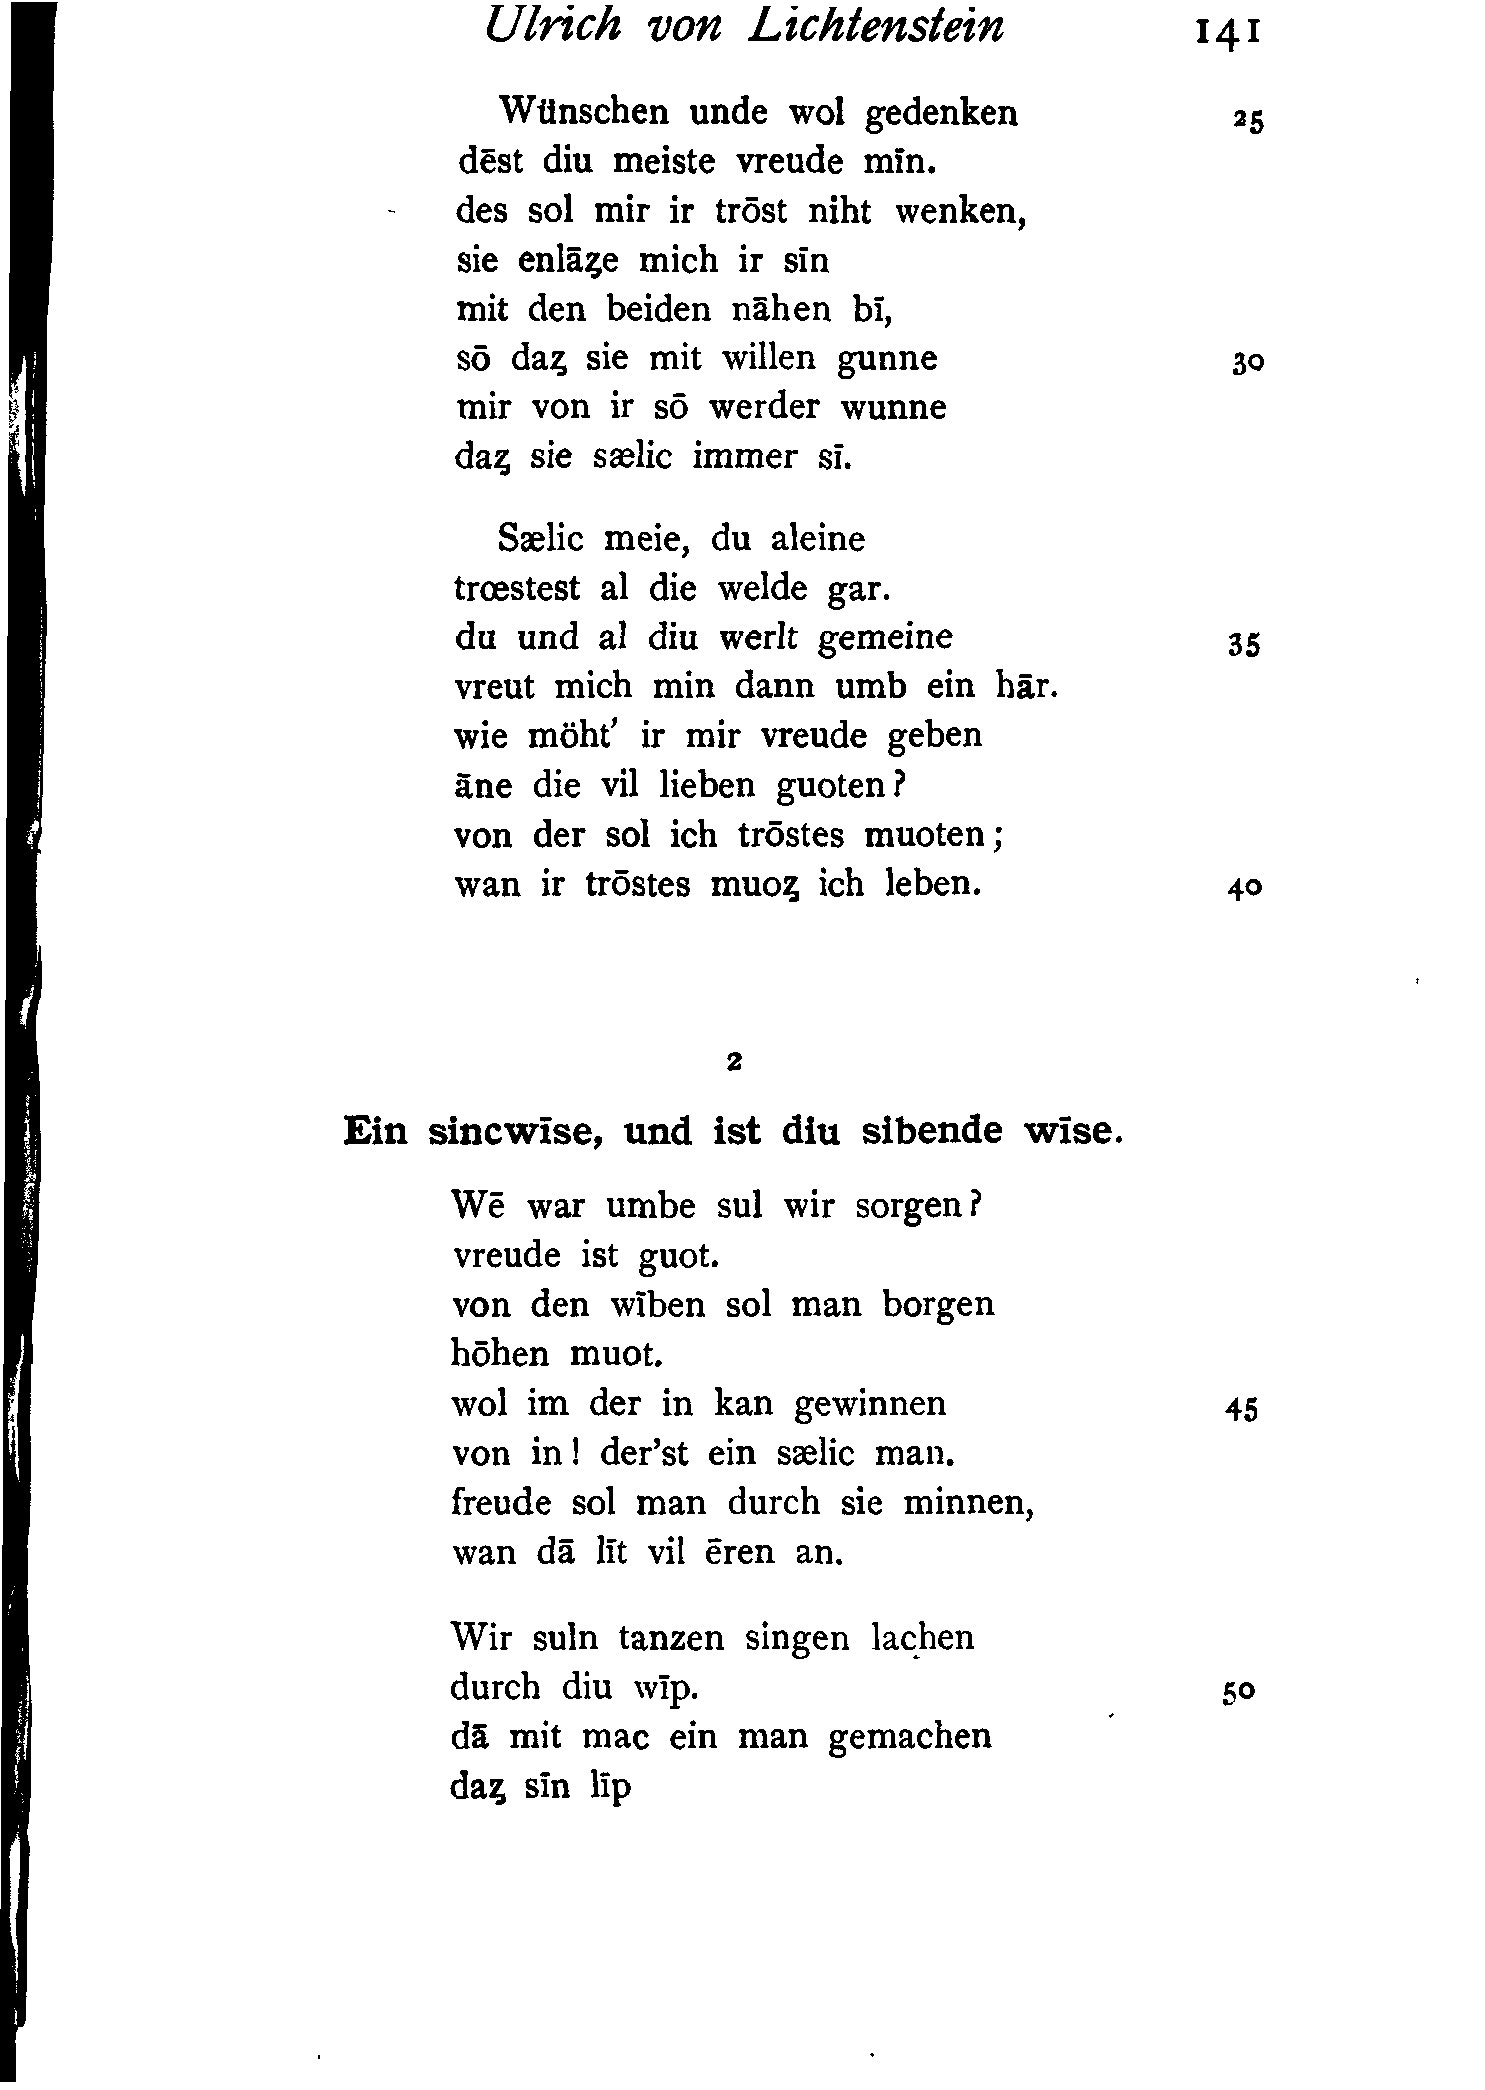 Ulrich von Lichtenstein 141
Wünschen unde wol gedenken 25
dēst diu meiste vreude mīn.
des sol mir ir trōst niht wenken,
sie enlāʒe mich ir sīn
mit den beiden nāhen bī,
sō daʒ sie mit willen gunne 30
mir von ir sō werder wunne
daʒ sie sælic immer sī.
Sælic meie, du aleine
trœstest al die welde gar.
du und al diu werlt gemeine 35
vreut mich min dann umb ein hār.
wie möht' ir mir vreude geben
āne die vil lieben guoten?
von der sol ich trōstes muoten;
wan ir trōstes muoʒ ich leben. 40
2
Ein sincwīse, und ist diu sibende wīse.
Wē war umbe sul wir sorgen?
vreude ist guot.
von den wīben sol man borgen
hōhen muot.
wol im der in kan gewinnen 45
von in! der'st ein sælic man.
freude sol man durch sie minnen,
wan dā līt vil ēren an.
Wir suln tanzen singen lachen
durch diu wīp. 50
dā mit mac ein man gemachen
daʒ sīn līp